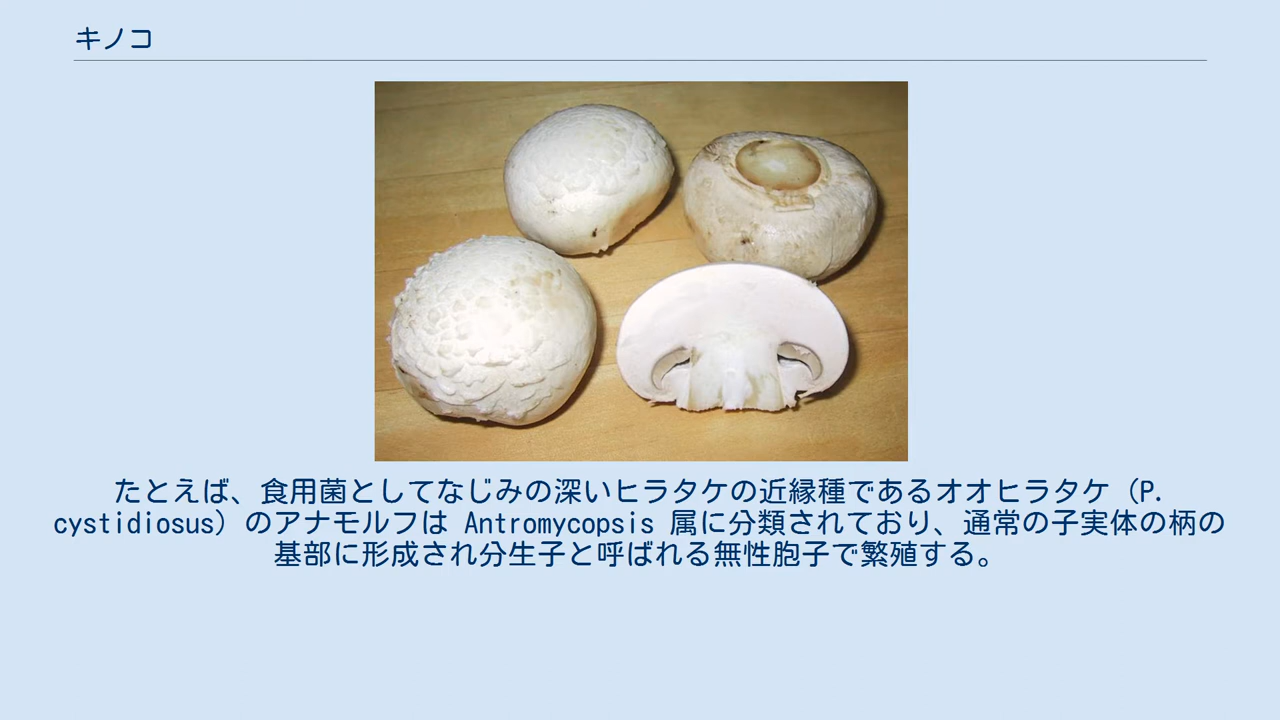 キノコ
たとえば、食用菌としてなじみの深いヒラタケの近縁種であるオオヒラタケ（P.
cystidiosus）のアナモルフは Antromycopsis 属に分類されており、通常の子実体の柄の
基部に形成され分生子と呼ばれる無性胞子で繁殖する。